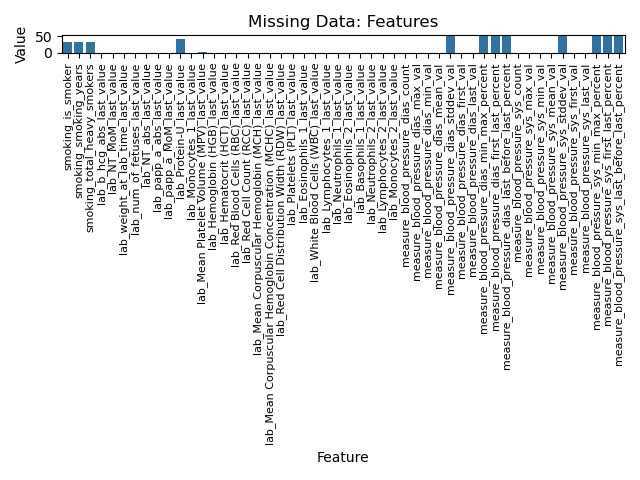 Missing Data: Features
Value
50
0
smoking_is_smoker
smoking_smoking_years
smoking_total_heavy_smokers
lab_b_hcg_abs_last_value
lab_NT_MoM_last_value
lab_weight_at_lab_time_last_value
lab_num_of_fetuses_last_value
lab_NT_abs_last_value
lab_papp_a_abs_last_value
lab_papp_a_MoM_last_value
lab_Protein-U_last_value
lab_Monocytes_1_last_value
lab_Mean Platelet Volume (MPV)_last_value
lab_Hemoglobin (HGB)_last_value
lab_Hematocrit (HCT)_last_value
lab_Red Blood Cells (RBC)_last_value
lab_Red Cell Count (RCC)_last_value
lab_Mean Corpuscular Hemoglobin (MCH)_last_value
lab_Mean Corpuscular Hemoglobin Concentration (MCHC)_last_value
lab_Red Cell Distribution Width (RDW)_last_value
lab_Platelets (PLT)_last_value
lab_Eosinophils_1_last_value
lab_White Blood Cells (WBC)_last_value
lab_Lymphocytes_1_last_value
lab_Neutrophils_1_last_value
lab_Eosinophils_2_last_value
lab_Basophils_1_last_value
lab_Neutrophils_2_last_value
lab_Lymphocytes_2_last_value
lab_Monocytes_2_last_value
measure_blood_pressure_dias_count
measure_blood_pressure_dias_max_val
measure_blood_pressure_dias_min_val
measure_blood_pressure_dias_mean_val
measure_blood_pressure_dias_stddev_val
measure_blood_pressure_dias_first_val
measure_blood_pressure_dias_last_val
measure_blood_pressure_dias_min_max_percent
measure_blood_pressure_dias_first_last_percent
measure_blood_pressure_dias_last_before_last_percent
measure_blood_pressure_sys_count
measure_blood_pressure_sys_max_val
measure_blood_pressure_sys_min_val
measure_blood_pressure_sys_mean_val
measure_blood_pressure_sys_stddev_val
measure_blood_pressure_sys_first_val
measure_blood_pressure_sys_last_val
measure_blood_pressure_sys_min_max_percent
measure_blood_pressure_sys_first_last_percent
measure_blood_pressure_sys_last_before_last_percent
Feature